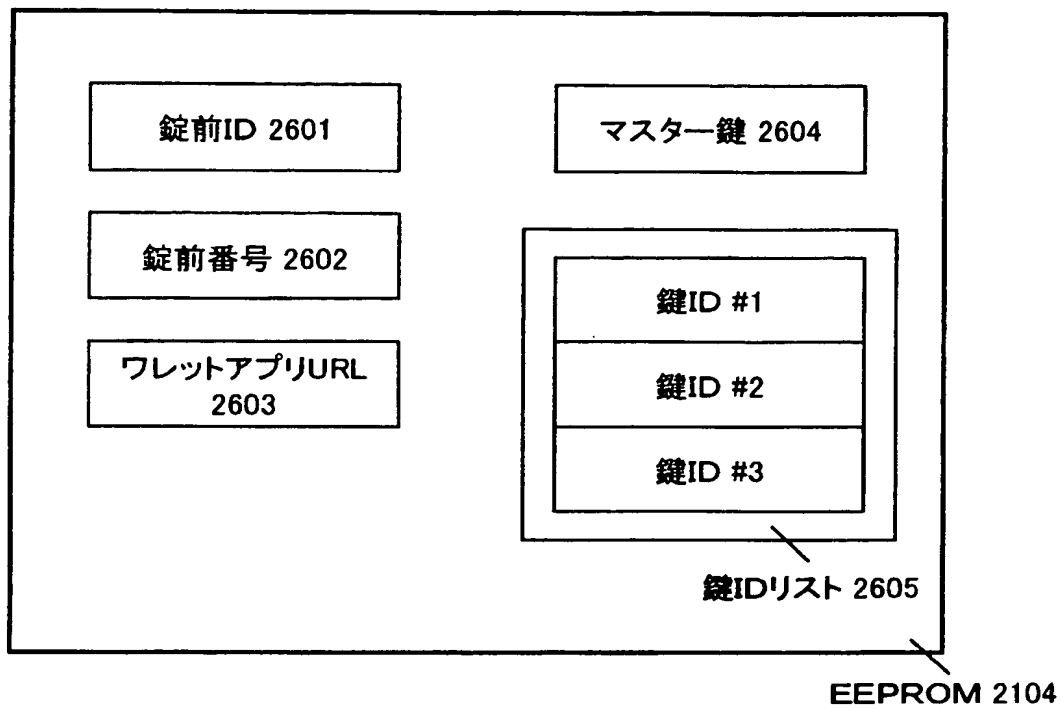 錠前ID 2601
錠前番号 2602
ワレットアプリURL
2603
マスター鍵 2604
鍵ID #1
鍵ID #2
鍵ID #3
鍵IDリスト 2605
EEPROM 2104